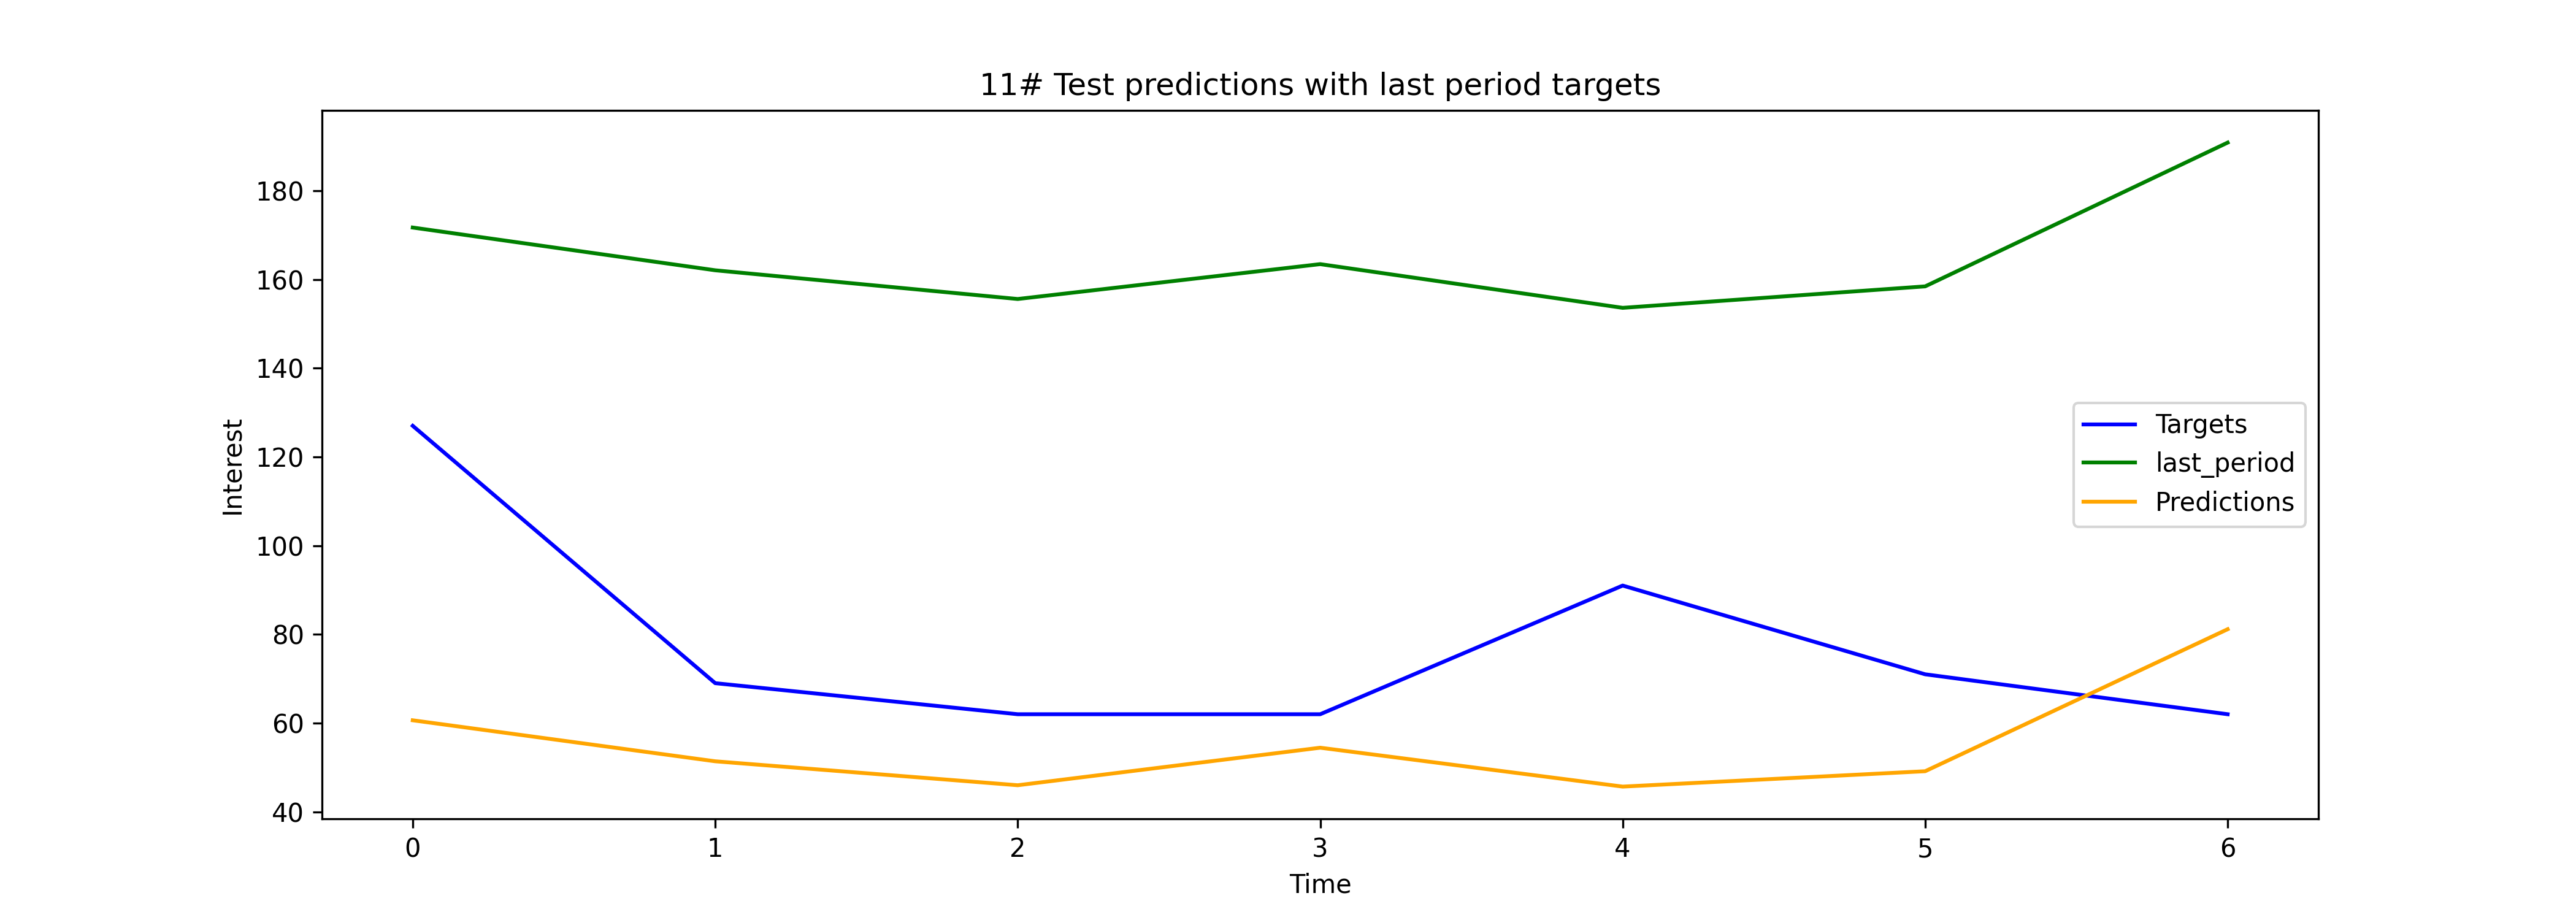 11# Test predictions with last period targets
180
160
140
120
100
80
60
40
Interest
Targets
last_period
Predictions
0 1 2 3 4 5 6
Time